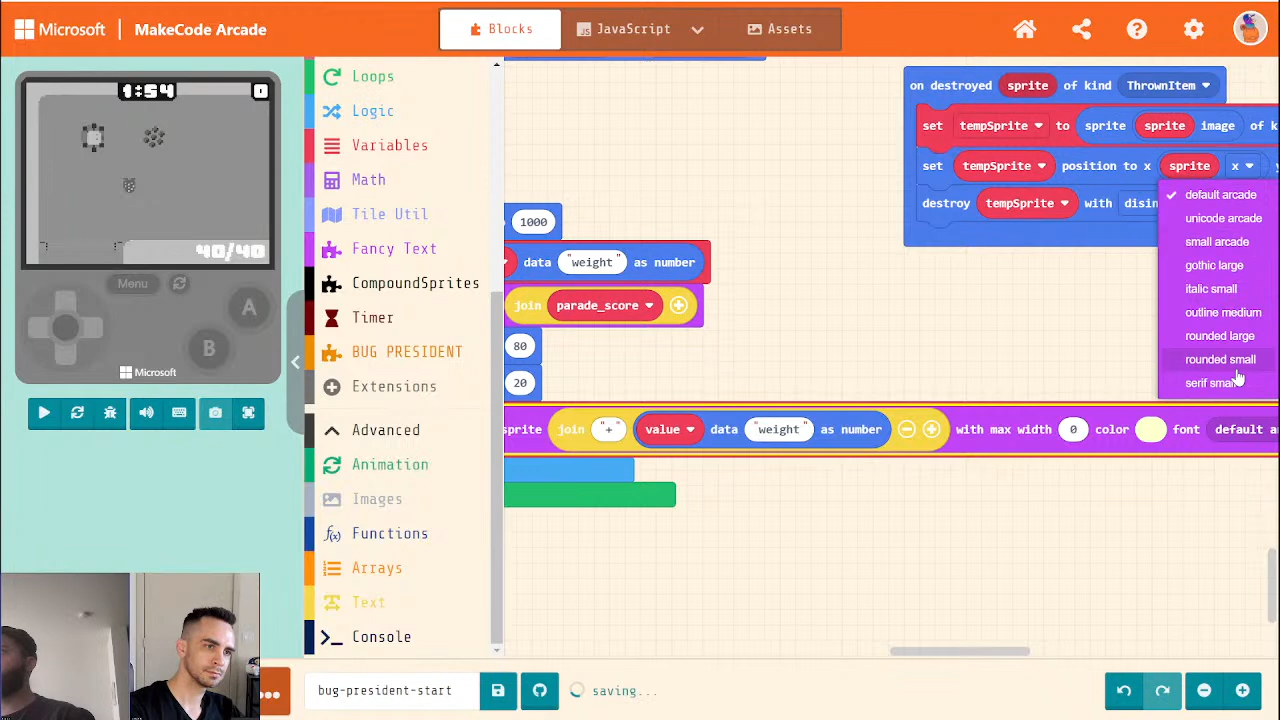 Microsoft
MakeCode Arcade
Blocks
JavaScript
Assets
1:54
40/40
Menu
A
B
Microsoft
Loops
Logic
Variables
Math
Tile Util
Fancy Text
CompoundSprites
Timer
BUG PRESIDENT
Extensions
Advanced
Animation
Images
Functions
Arrays
Text
Console
on destroyed sprite of kind ThrownItem
set tempSprite to sprite sprite image of k
set tempSprite position to x sprite x
destroy tempSprite with disin
default arcade
unicode arcade
small arcade
gothic large
italic small
outline medium
rounded large
rounded small
serif small
1000
data "weight" as number
join parade_score
80
20
sprite join "+" value data "weight" as number with max width 0 color font default a
bug-president-start
saving...